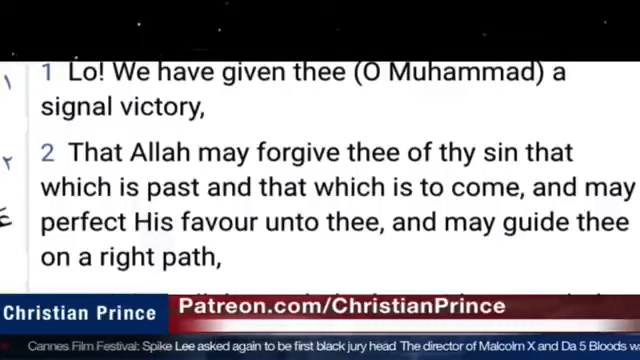 1 Lo! We have given thee (O Muhammad) a
signal victory,
2 That Allah may forgive thee of thy sin that
which is past and that which is to come, and may
perfect His favour unto thee, and may guide thee
on a right path,
Christian Prince
Patreon.com/ChristianPrince
Cannes Film Festival: Spike Lee asked again to be first black jury head The director of Malcolm X and Da 5 Bloods w